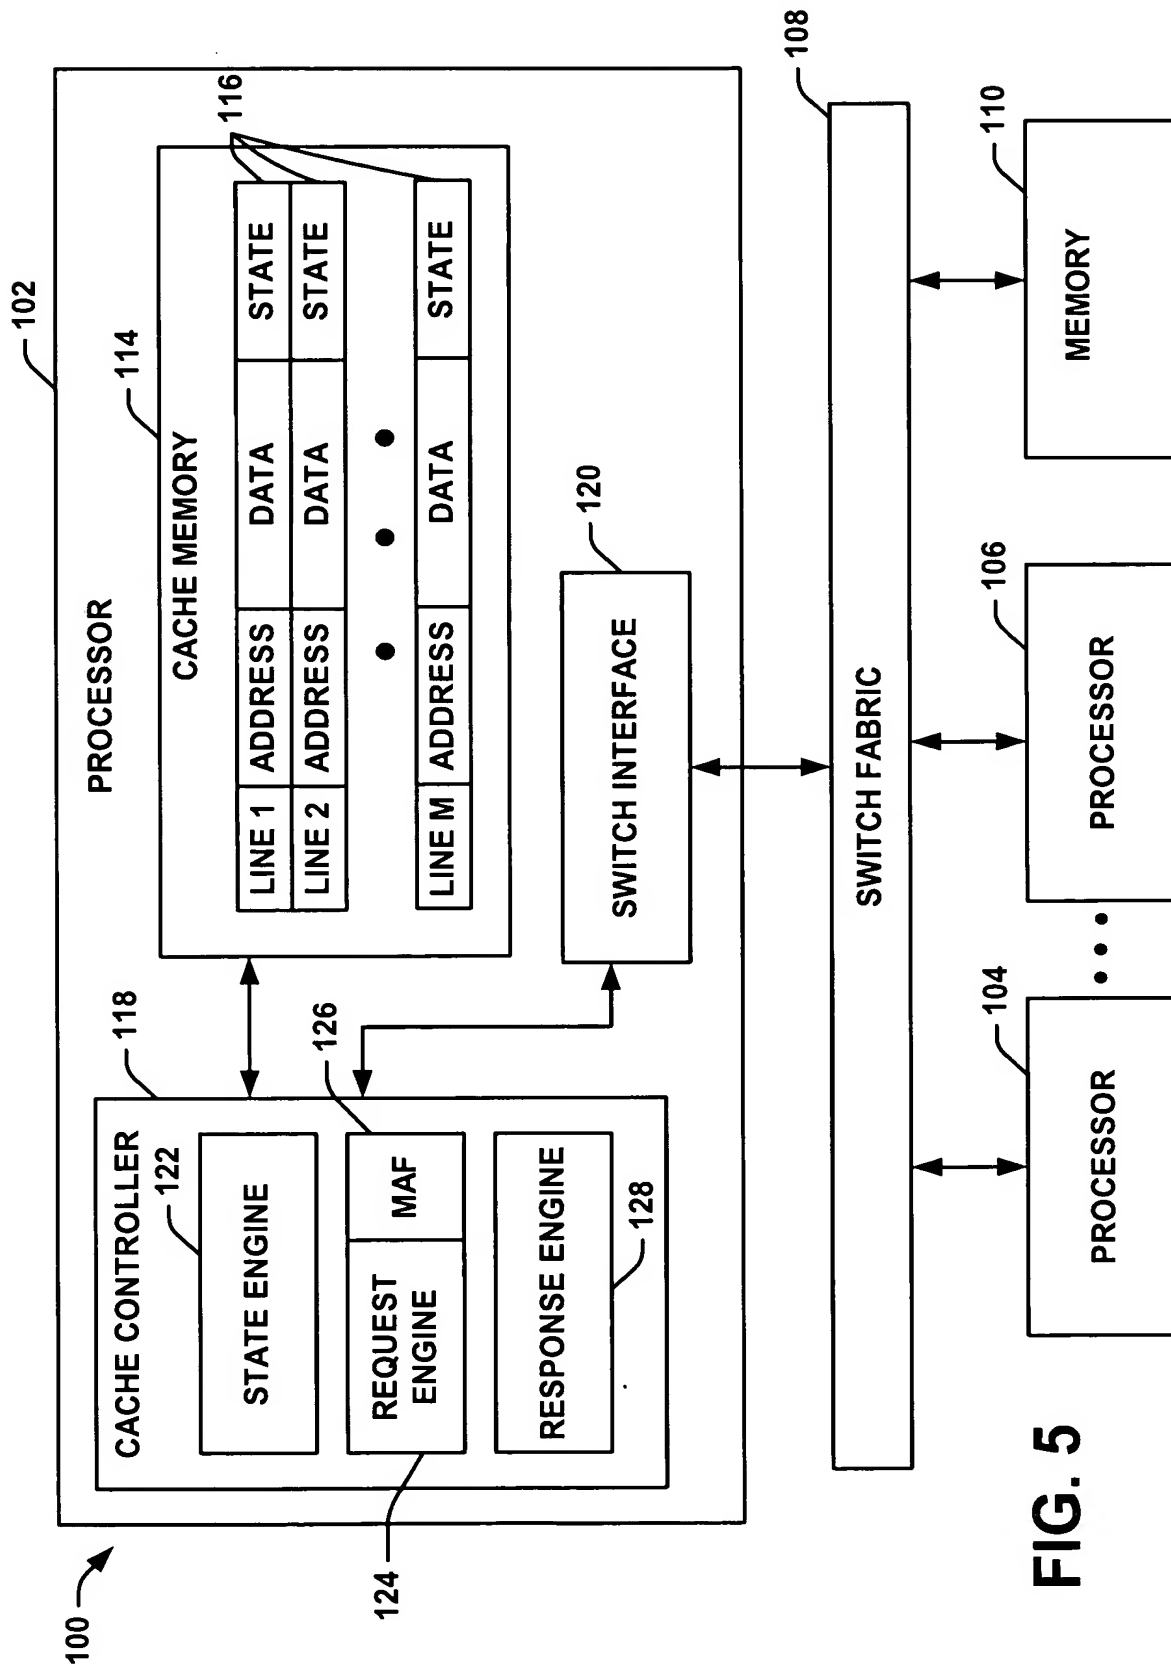 100
102
PROCESSOR
118
CACHE CONTROLLER
122
STATE ENGINE
126
REQUEST
ENGINE
MAF
124
RESPONSE ENGINE
128
114
CACHE MEMORY
116
LINE 1 ADDRESS DATA STATE
LINE 2 ADDRESS DATA STATE
LINE M ADDRESS DATA STATE
120
SWITCH INTERFACE
108
SWITCH FABRIC
104
PROCESSOR
106
PROCESSOR
110
MEMORY
FIG. 5